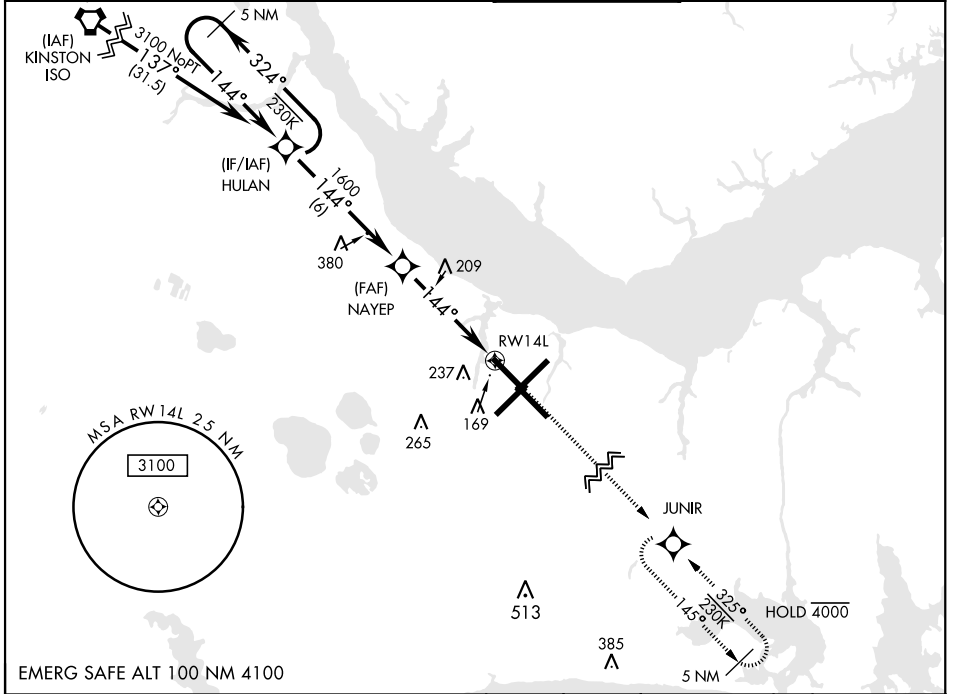 5 NM
(IAF)
KINSTON
ISO
3100 NoPT
137°
(31.5)
144°
324°
230K
(IF/IAF)
HULAN
1600
144°
(6)
380
(FAF)
NAYEP
209
144°
RW14L
237
169
265
MSA RW14L 25 NM
3100
JUNIR
513
325°
230K
145°
HOLD 4000
385
5 NM
EMERG SAFE ALT 100 NM 4100